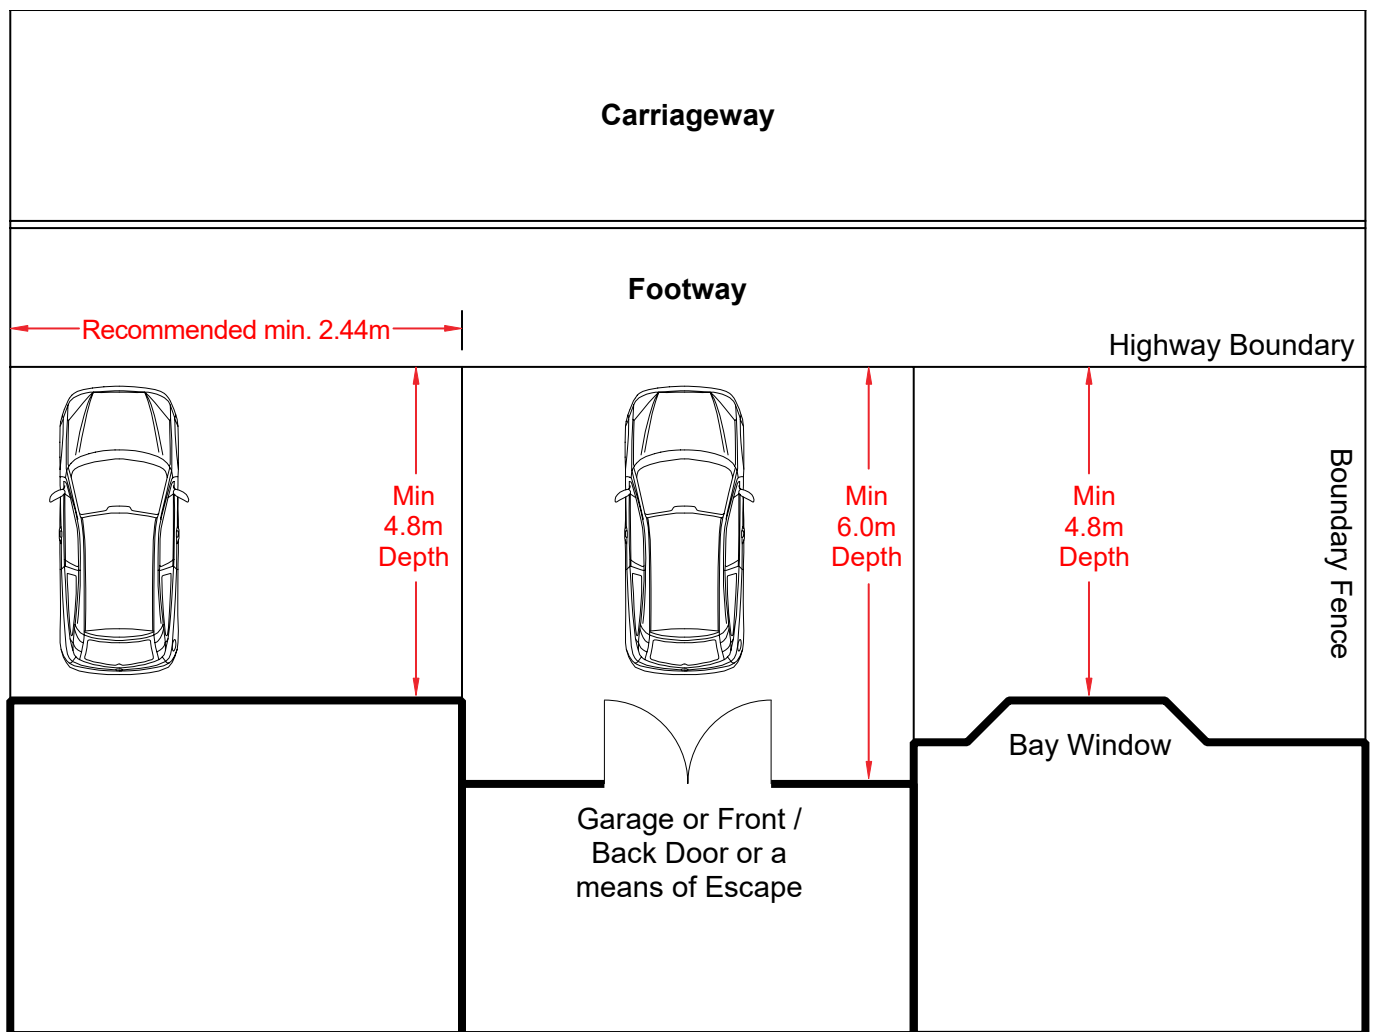 Carriageway
Footway
Recommended min. 2.44m
Highway Boundary
Min
4.8m
Depth
Min
6.0m
Depth
Min
4.8m
Depth
Boundary Fence
Bay Window
Garage or Front /
Back Door or a
means of Escape